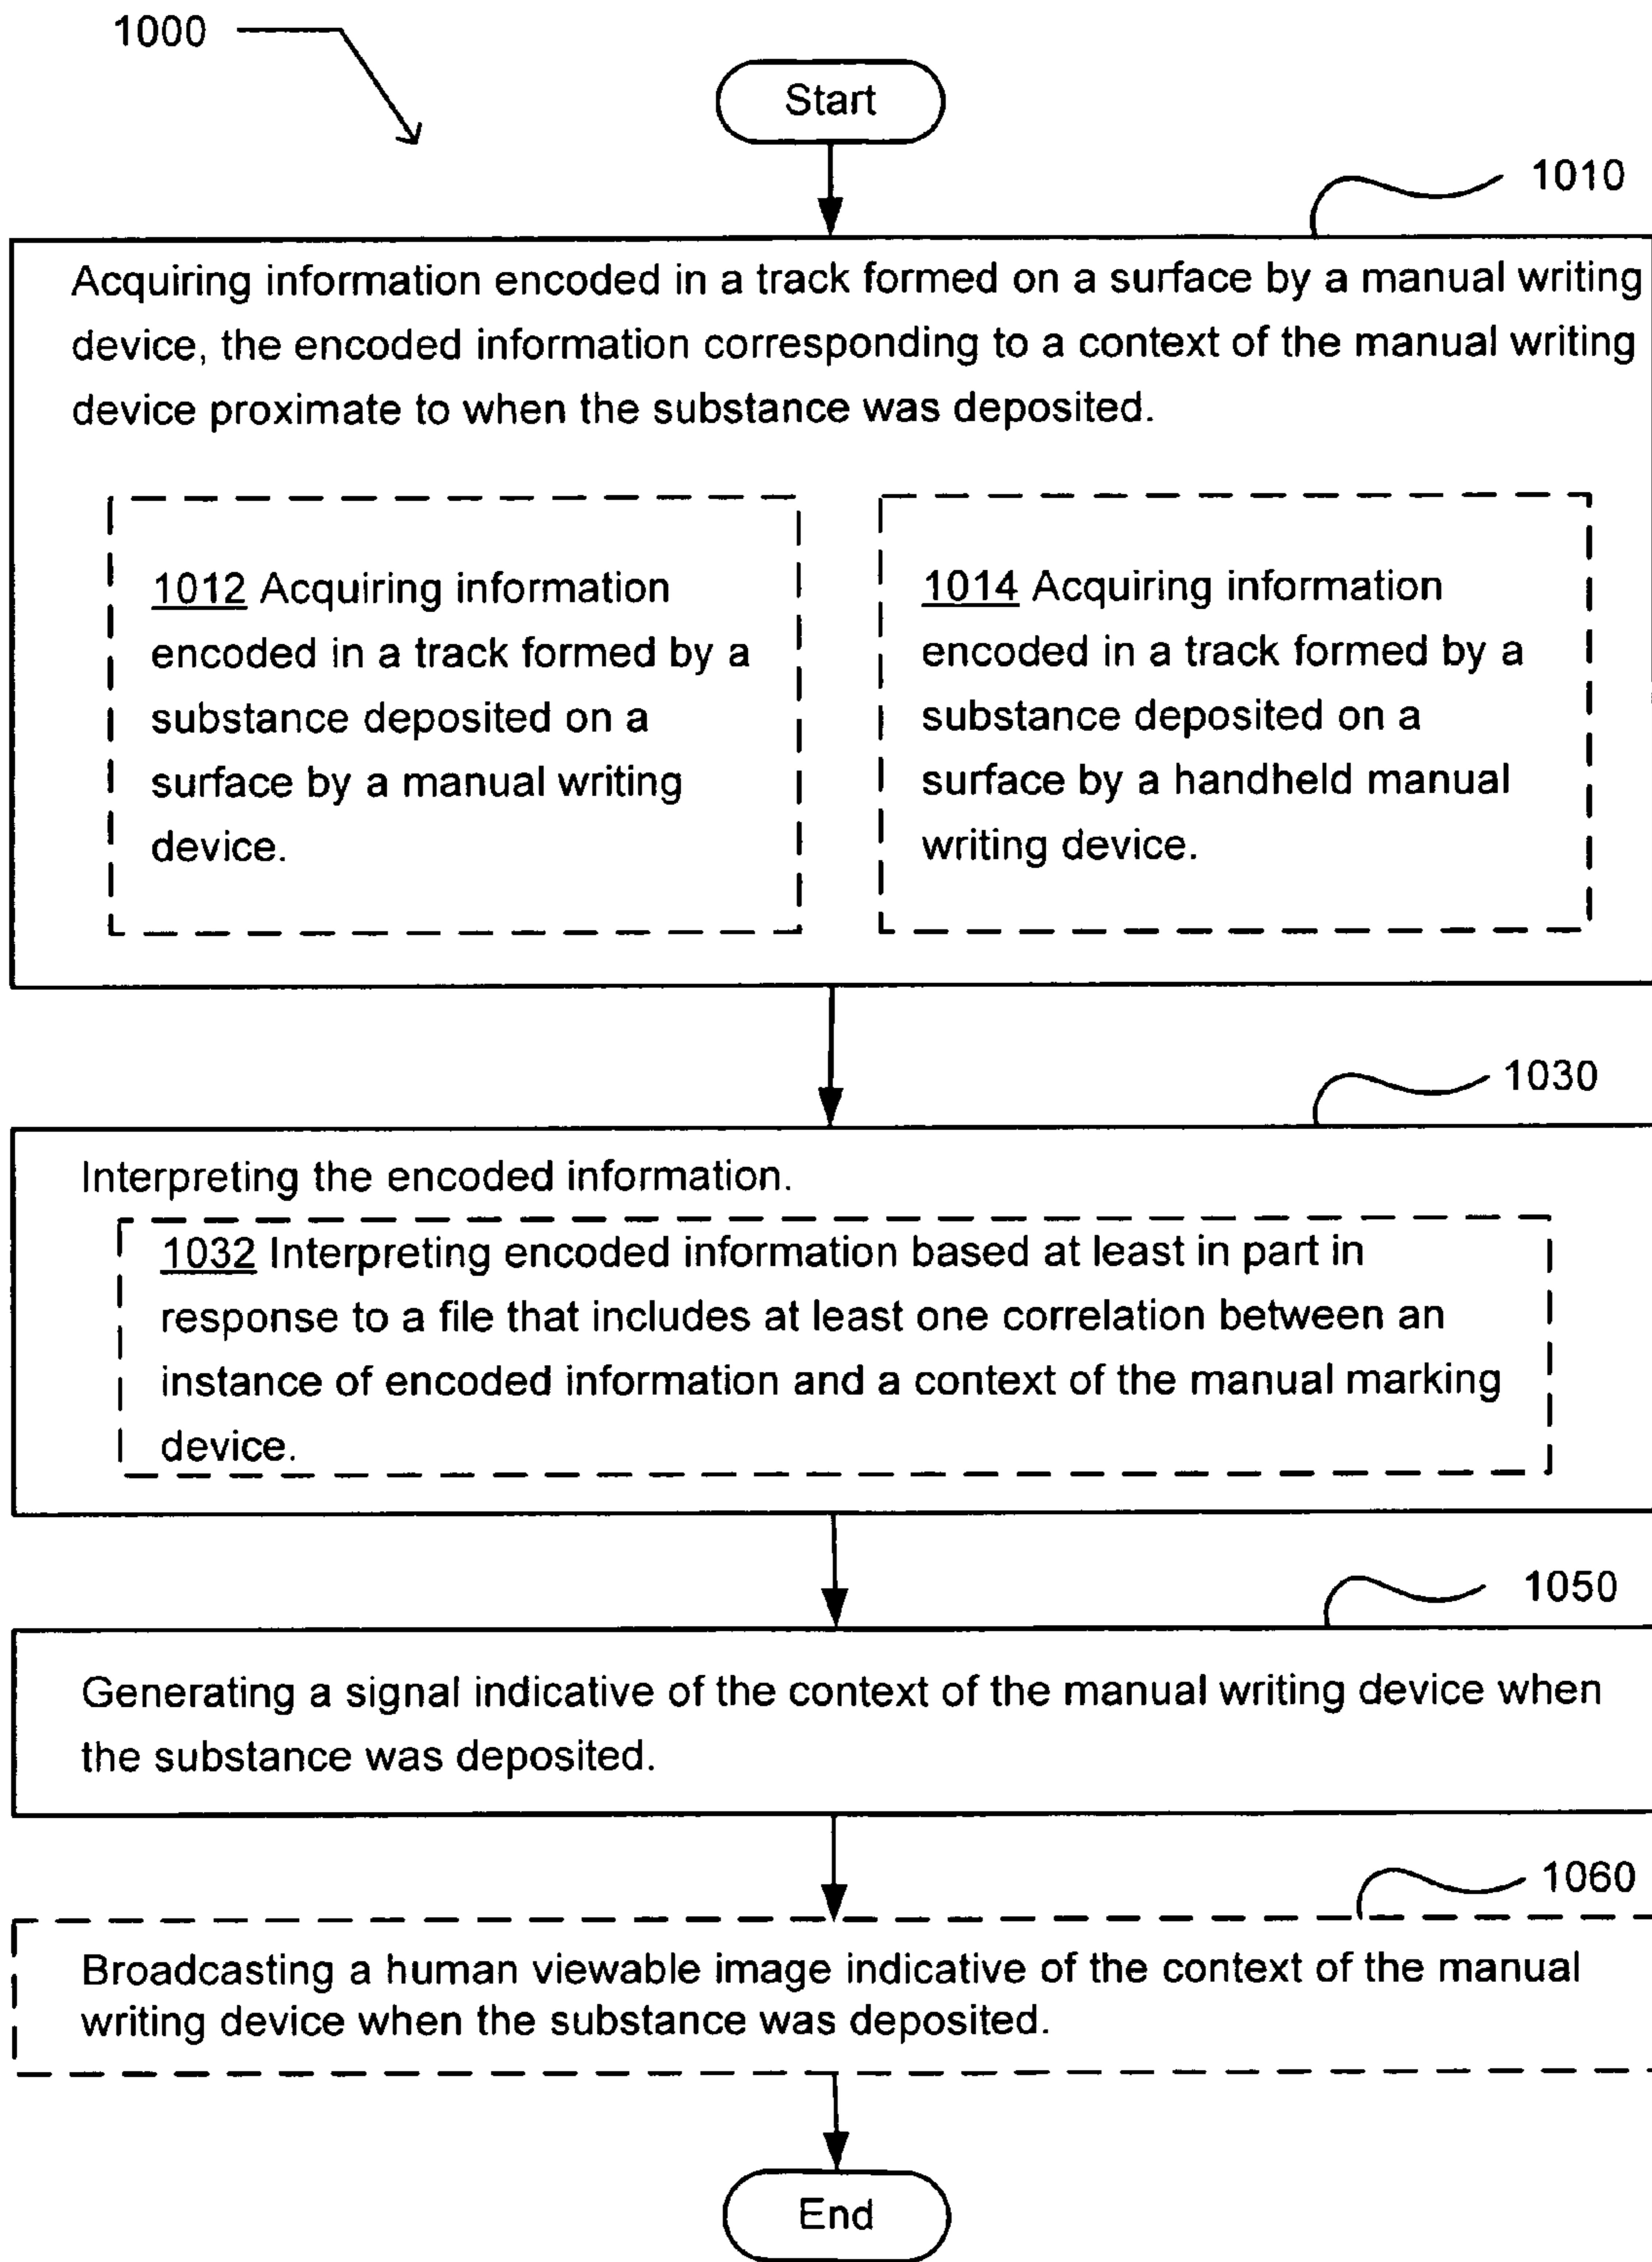 1000
Start
1010
Acquiring information encoded in a track formed on a surface by a manual writing
device, the encoded information corresponding to a context of the manual writing
device proximate to when the substance was deposited.
1012 Acquiring information
encoded in a track formed by a
substance deposited on a
surface by a manual writing
device.
1014 Acquiring information
encoded in a track formed by a
substance deposited on a
surface by a handheld manual
writing device.
1030
Interpreting the encoded information.
1032 Interpreting encoded information based at least in part in
response to a file that includes at least one correlation between an
instance of encoded information and a context of the manual marking
device.
1050
Generating a signal indicative of the context of the manual writing device when
the substance was deposited.
1060
Broadcasting a human viewable image indicative of the context of the manual
writing device when the substance was deposited.
End